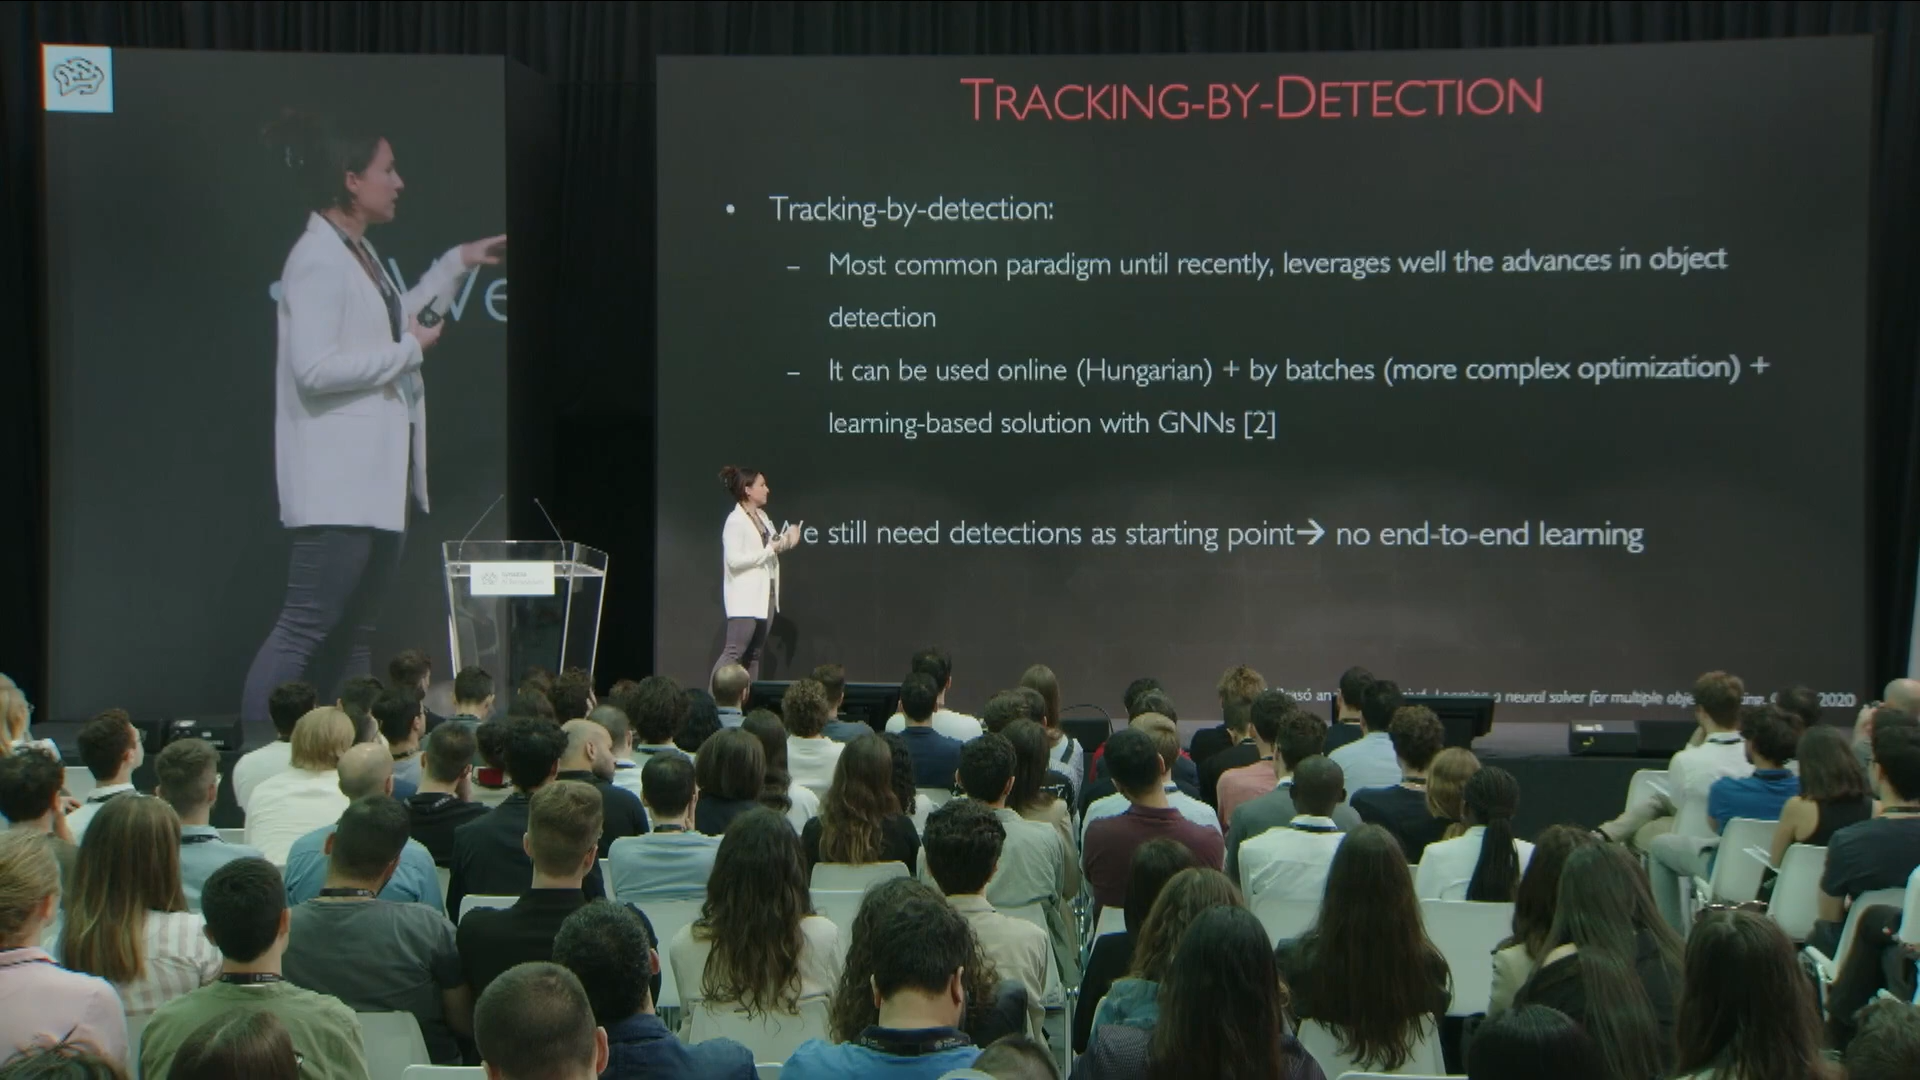 TRACKING-BY-DETECTION
• Tracking-by-detection:
– Most common paradigm until recently, leverages well the advances in object
detection
– It can be used online (Hungarian) + by batches (more complex optimization) +
learning-based solution with GNNs [2]
e still need detections as starting point→ no end-to-end learning
a neural solver for multiple 2020
We